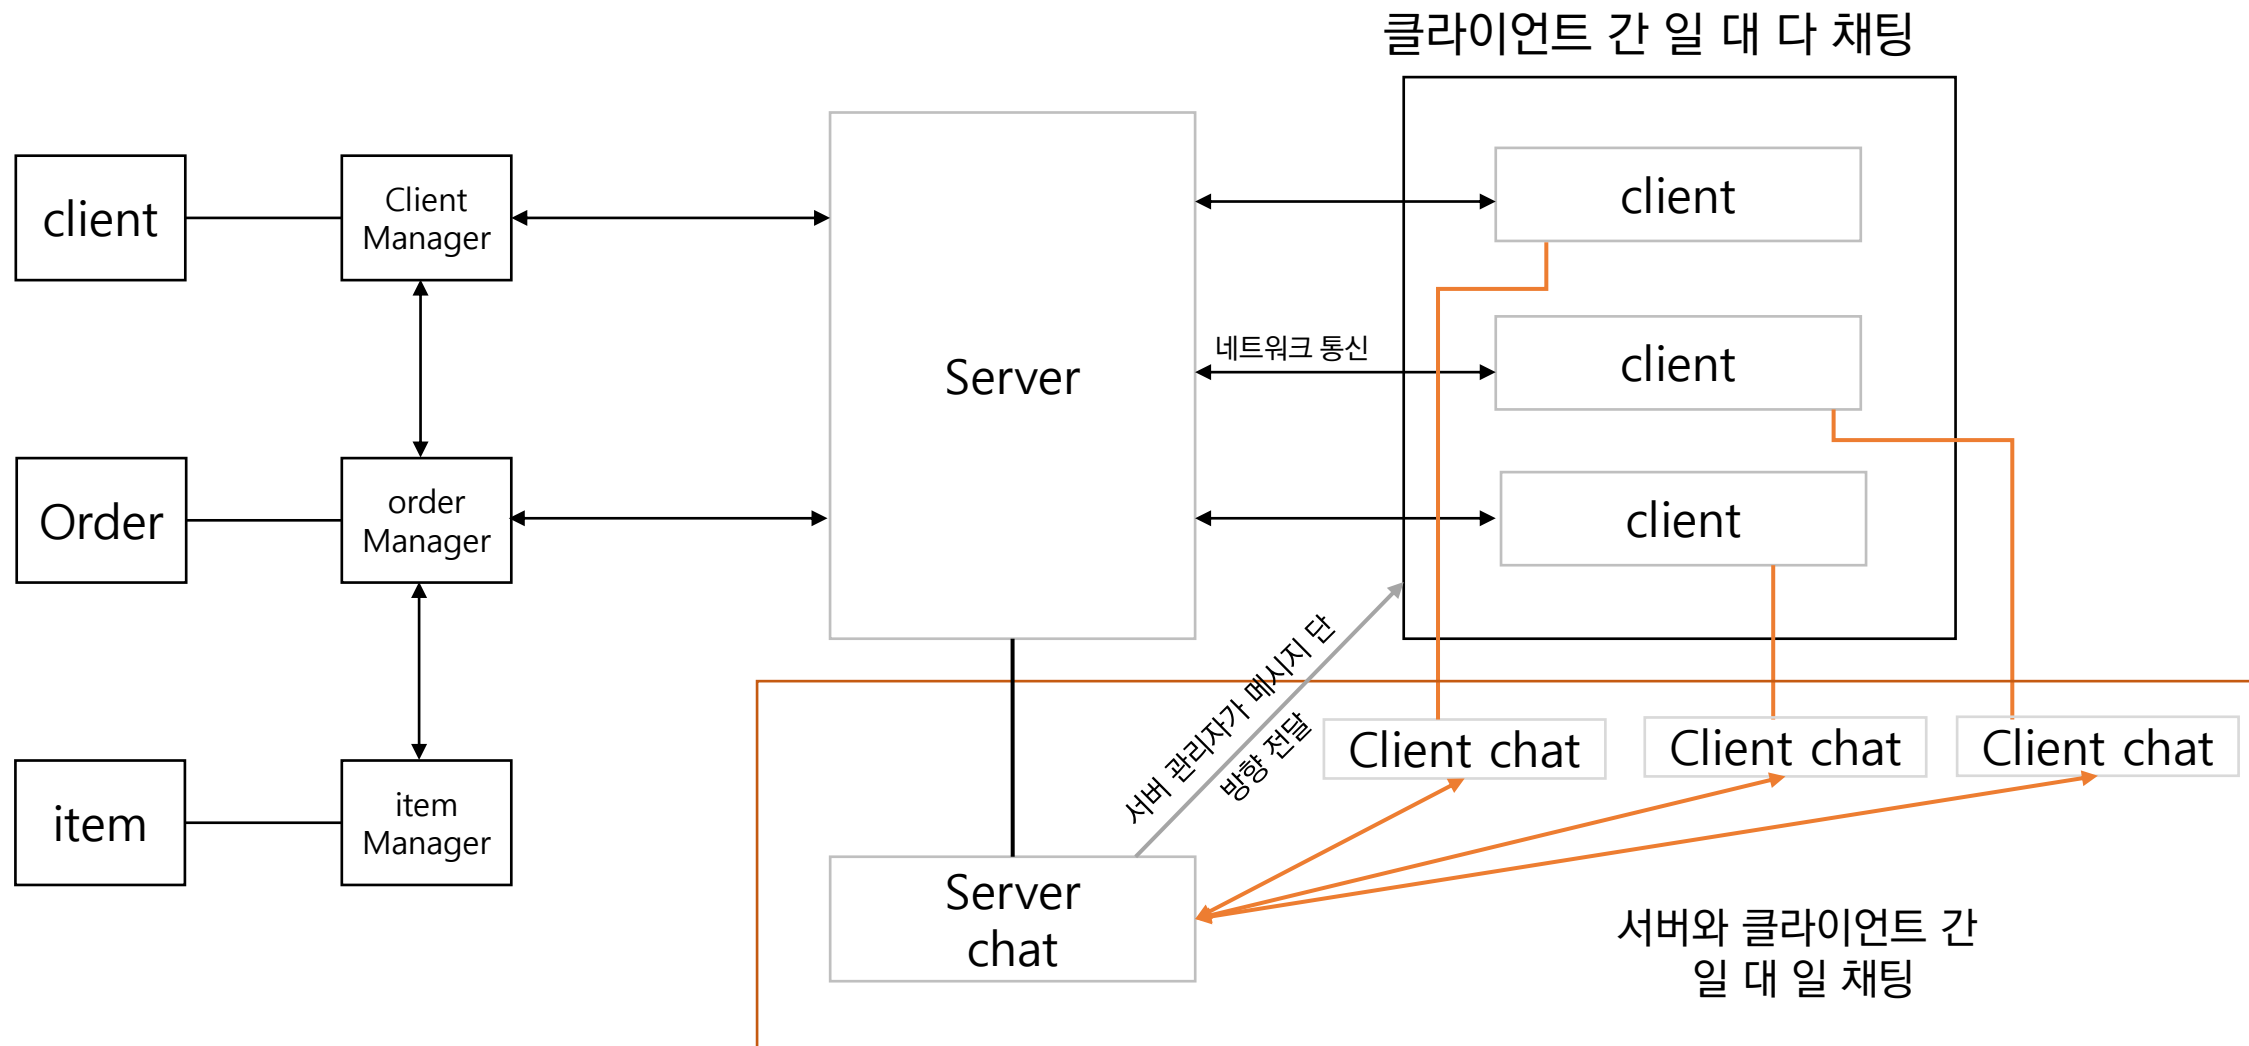 클라이언트 간 일 대 다 채팅
client
Client
Manager
Server
client
네트워크 통신
client
client
Order
order
Manager
서버 관리자가 메시지 단
방향 전달
Client chat
Client chat
Client chat
item
item
Manager
Server
chat
서버와 클라이언트 간
일 대 일 채팅